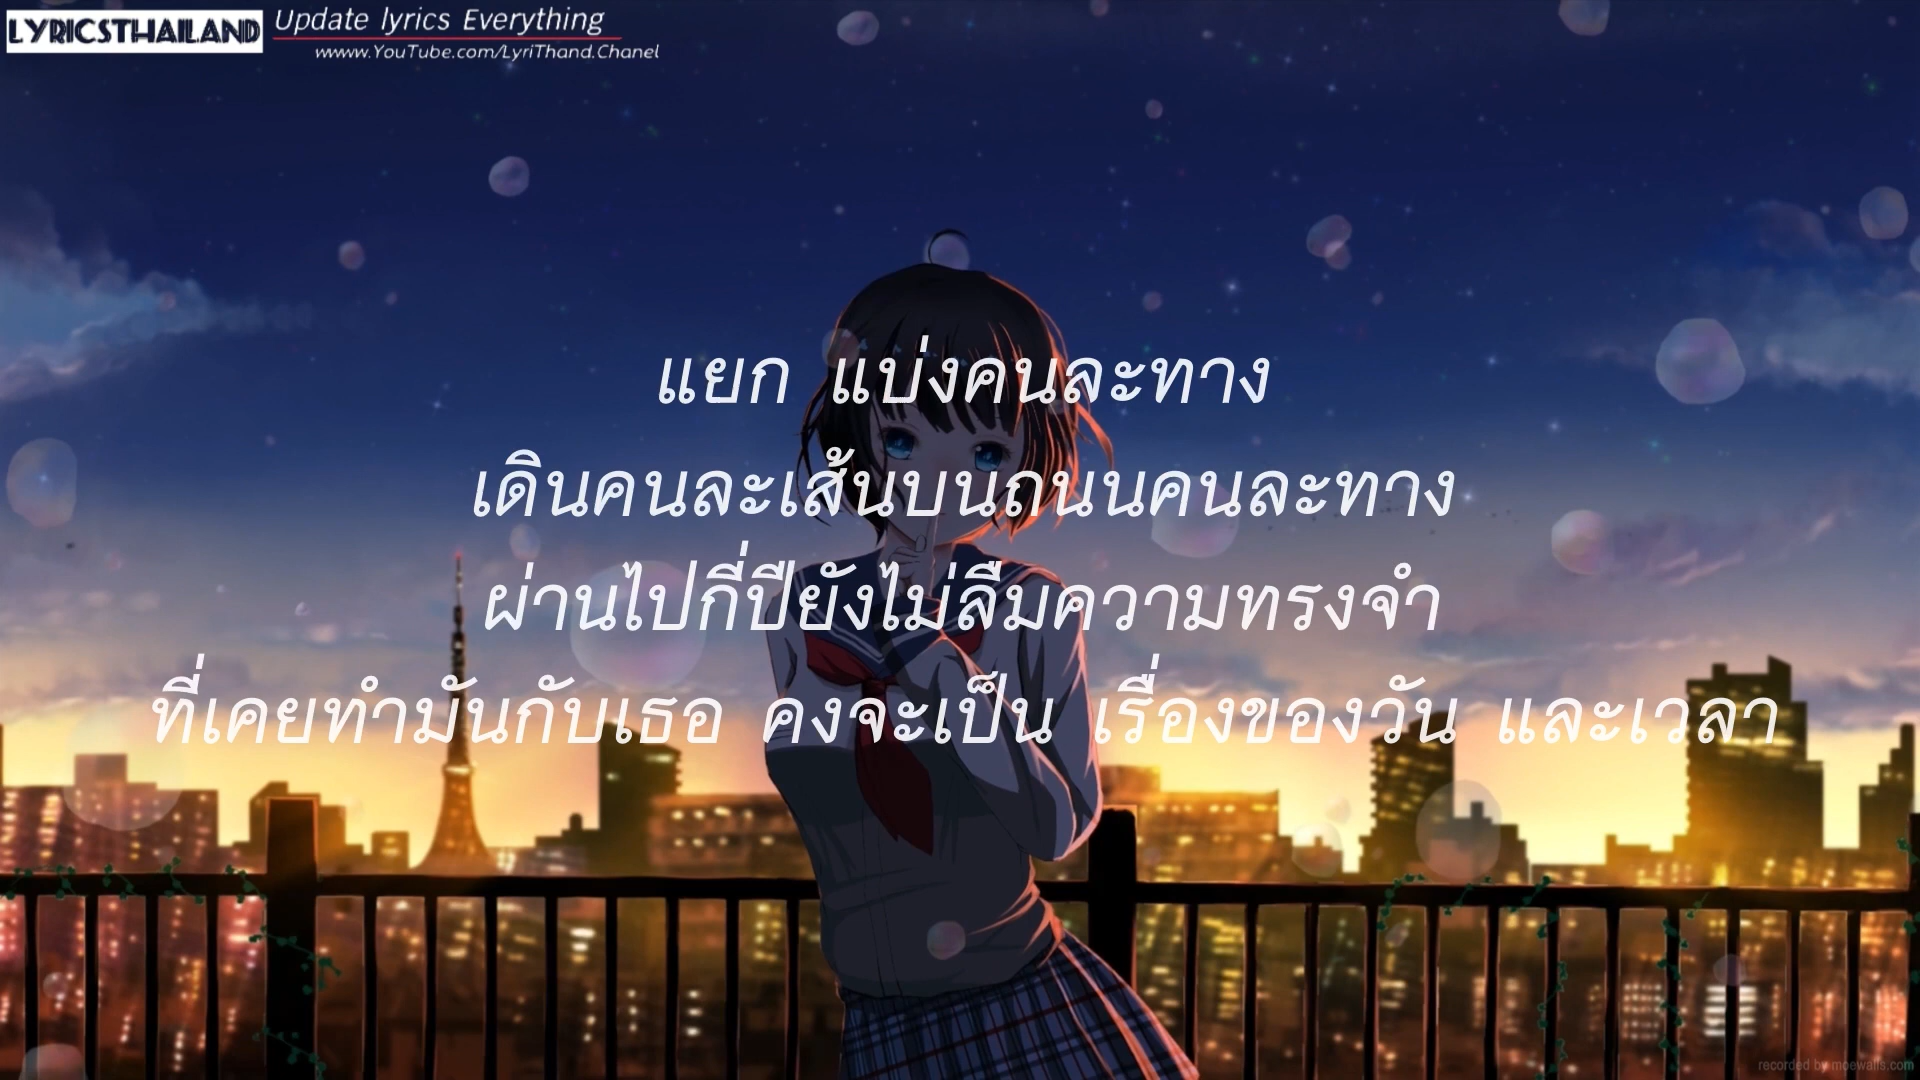 LYRICSTHAILAND
Update lyrics Everything
www.YouTube.com/LyriThand.Chanel
แยก แบ่งคนละทาง
เดินคนละเส้นบนถนนคนละทาง
ผ่านไปกี่ปียังไม่ลืมความทรงจำ
ที่เคยทำมันกับเธอ คงจะเป็น เรื่องของวัน และเวลา
recorded by moewalls.com